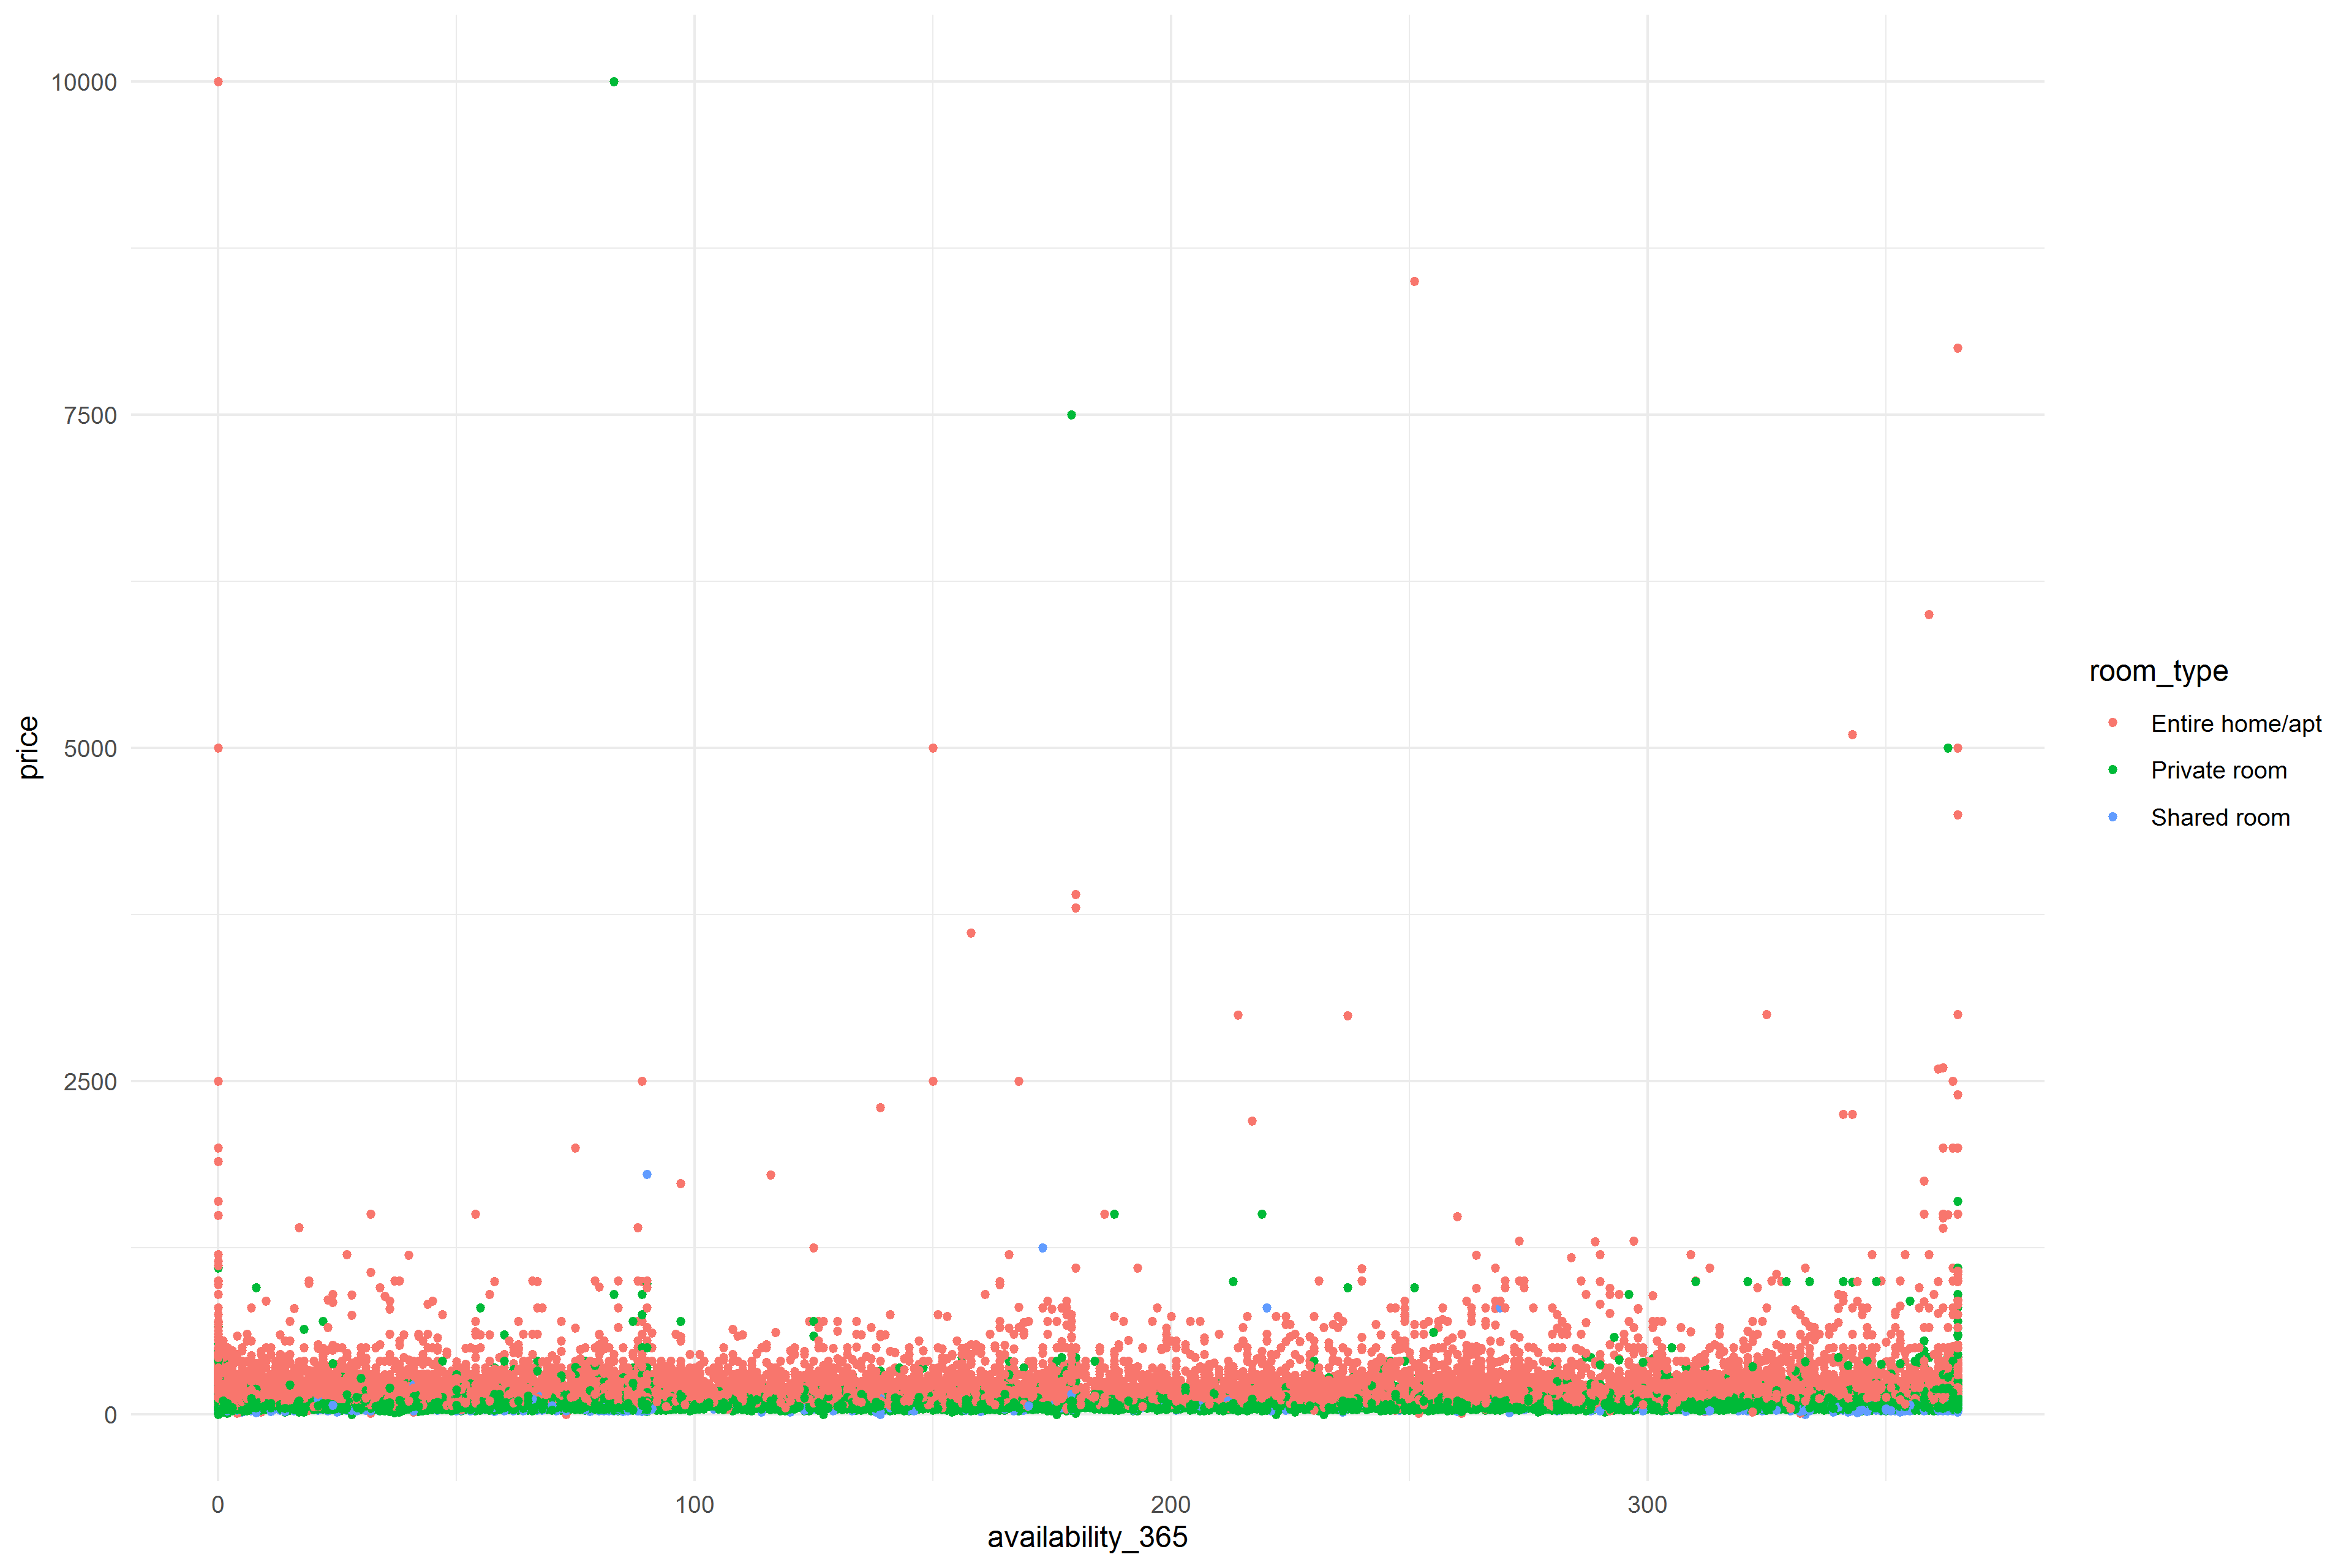 10000
7500
5000
2500
0
price
0 100 200 300
availability_365
room_type
Entire home/apt
Private room
Shared room